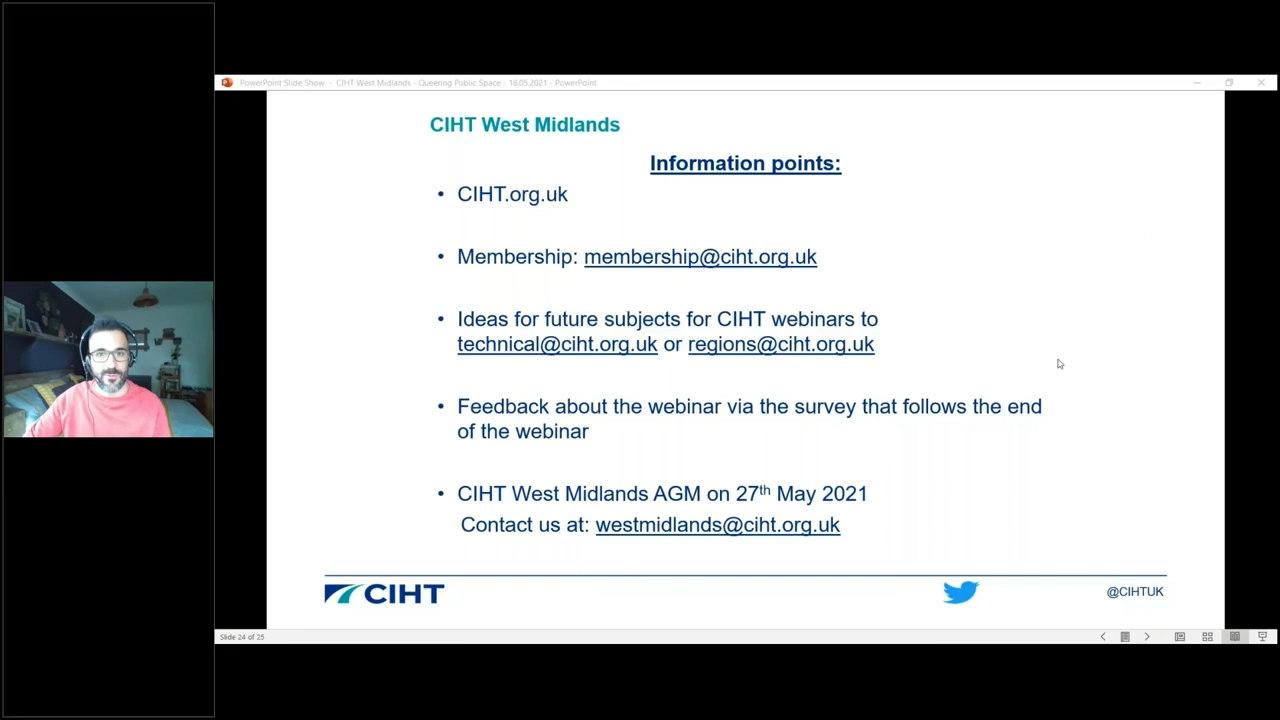 PowerPoint Slide Show - CIHT West Midlands - Queering Public Space - 18.05.2021 - PowerPoint
CIHT West Midlands
Information points:
• CIHT.org.uk
• Membership: membership@ciht.org.uk
• Ideas for future subjects for CIHT webinars to
technical@ciht.org.uk or regions@ciht.org.uk
• Feedback about the webinar via the survey that follows the end
of the webinar
• CIHT West Midlands AGM on 27th May 2021
Contact us at: westmidlands@ciht.org.uk
CIHT
@CIHTUK
Slide 24 of 25